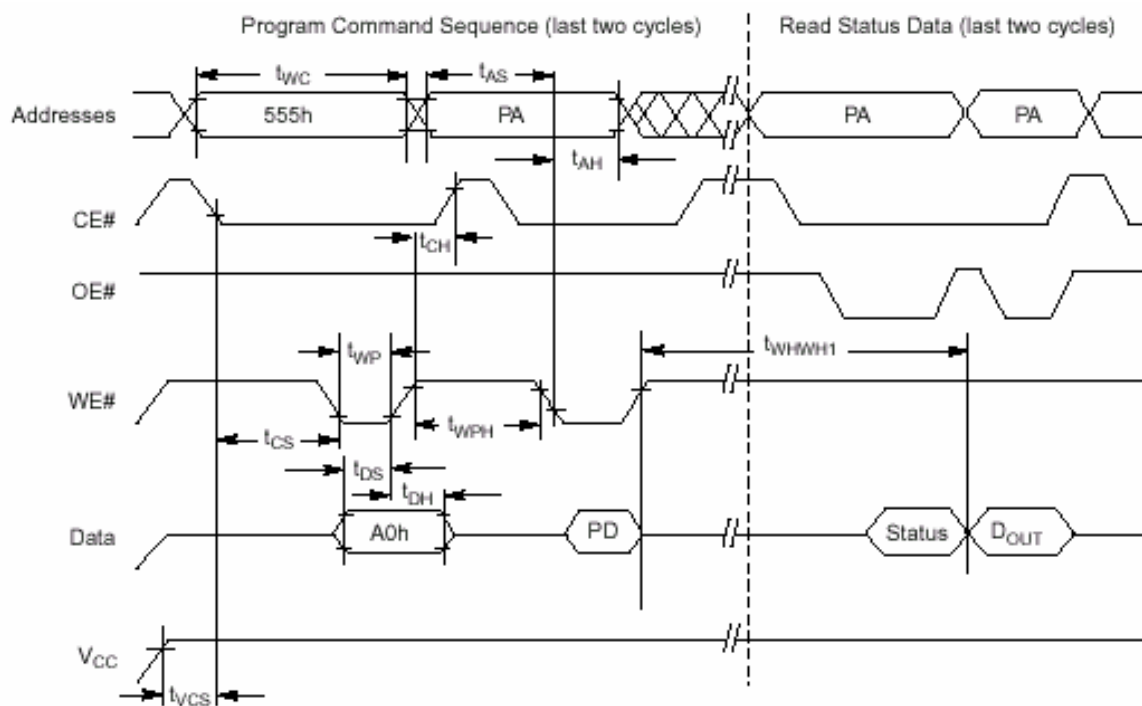 Program Command Sequence (last two cycles)
Read Status Data (last two cycles)
tWC
tAS
Addresses
555h
PA
PA
PA
tAH
CE#
tCH
OE#
tWP
tWHWH1
WE#
tCS
tWPH
tDS
tDH
Data
A0h
PD
Status
DOUT
VCC
tVCS